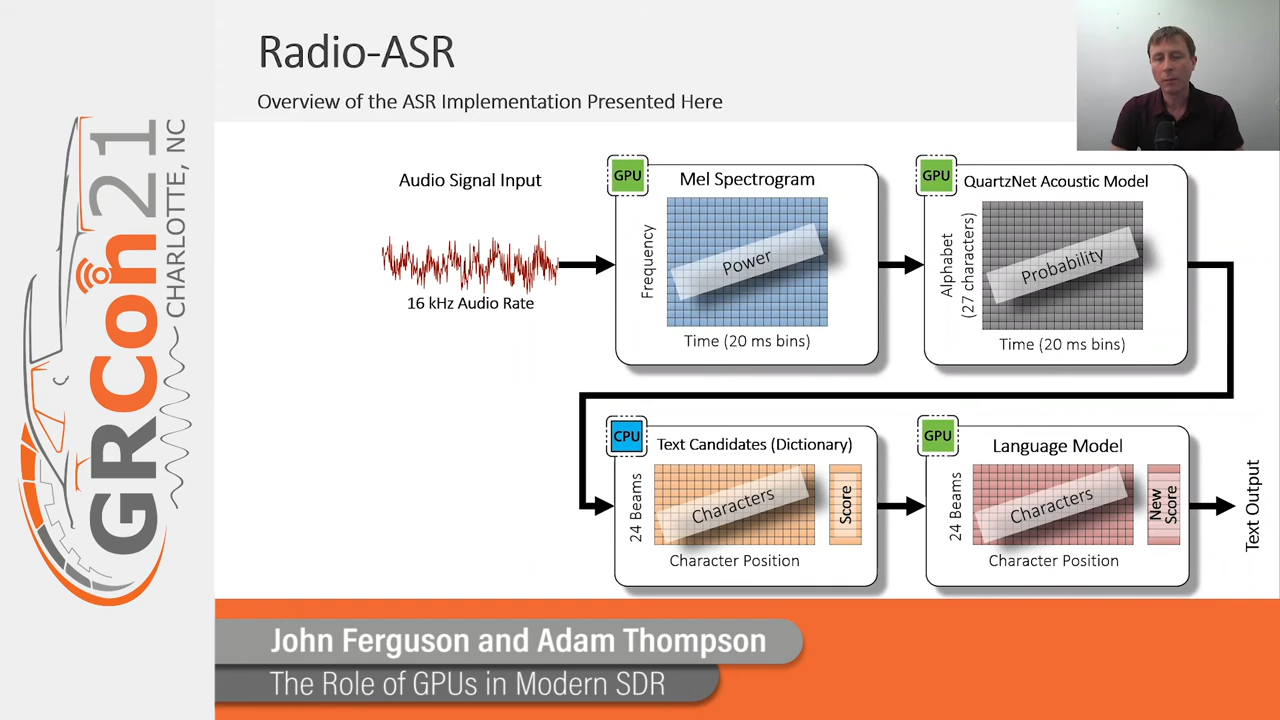 GRCon21
CHARLOTTE, NC
Radio-ASR
Overview of the ASR Implementation Presented Here
Audio Signal Input
16 kHz Audio Rate
GPU
Mel Spectrogram
Frequency
Power
Time (20 ms bins)
GPU
QuartzNet Acoustic Model
Alphabet
(27 characters)
Probability
Time (20 ms bins)
CPU
Text Candidates (Dictionary)
24 Beams
Characters
Score
Character Position
GPU
Language Model
24 Beams
Characters
New
Score
Character Position
Text Output
John Ferguson and Adam Thompson
The Role of GPUs in Modern SDR